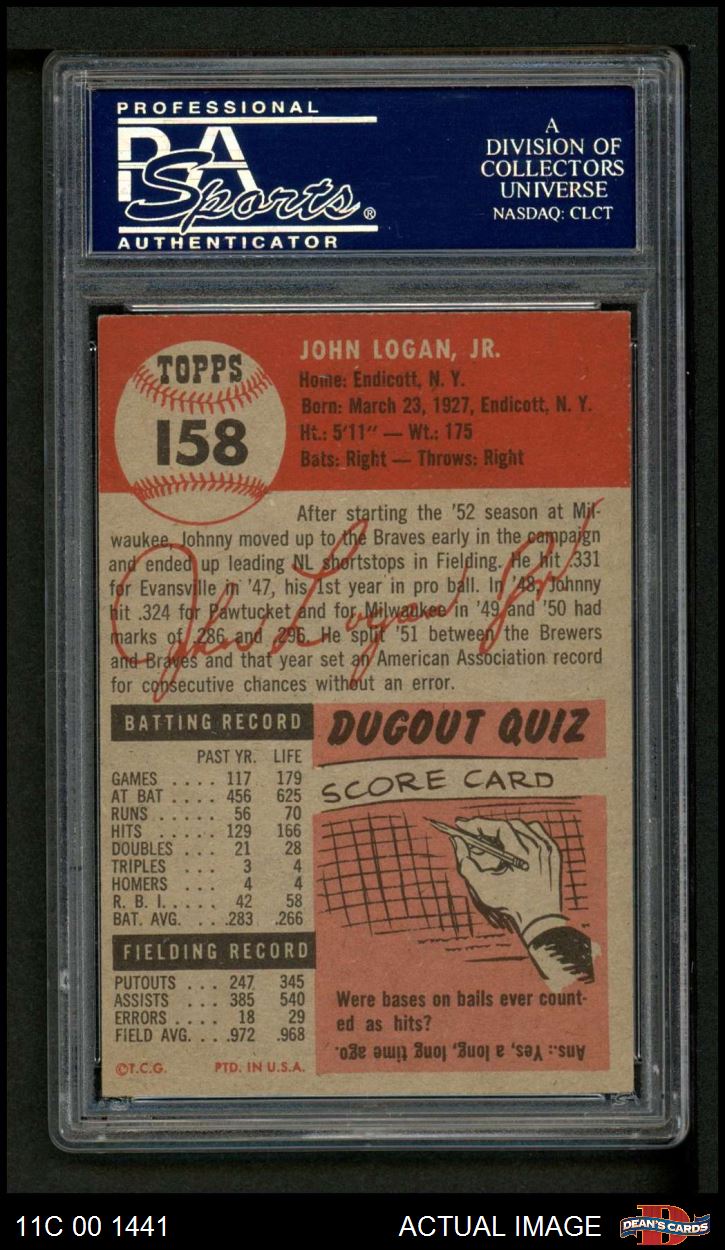 PROFESSIONAL
PSA
Sports®
AUTHENTICATOR
A
DIVISION OF
COLLECTORS
UNIVERSE
NASDAQ: CLCT
TOPPS
158
JOHN LOGAN, JR.
Home: Endicott, N. Y.
Born: March 23, 1927, Endicott, N. Y.
Ht.: 5'11" — Wt.: 175
Bats: Right — Throws: Right
After starting the '52 season at Mil-
waukee, Johnny moved up to the Braves early in the campaign
and ended up leading NL shortstops in Fielding. He hit .331
for Evansville in '47, his 1st year in pro ball. In '48, Johnny
hit .324 for Pawtucket and for Milwaukee in '49 and '50 had
marks of .286 and .296. He split '51 between the Brewers
and Braves and that year set an American Association record
for consecutive chances without an error.
John Logan Jr.
BATTING RECORD
PAST YR. LIFE
GAMES .... 117 179
AT BAT .... 456 625
RUNS ..... 56 70
HITS ..... 129 166
DOUBLES ... 21 28
TRIPLES ... 3 4
HOMERS ... 4 4
R. B. I. .... 42 58
BAT. AVG. ... .283 .266
FIELDING RECORD
PUTOUTS ... 247 345
ASSISTS ... 385 540
ERRORS .... 18 29
FIELD AVG. ... .972 .968
©T.C.G. PTD. IN U.S.A.
DUGOUT QUIZ
SCORE CARD
Were bases on balls ever count-
ed as hits?
Ans.: Yes, a long, long time ago.
11C 00 1441
ACTUAL IMAGE
DEAN'S CARDS